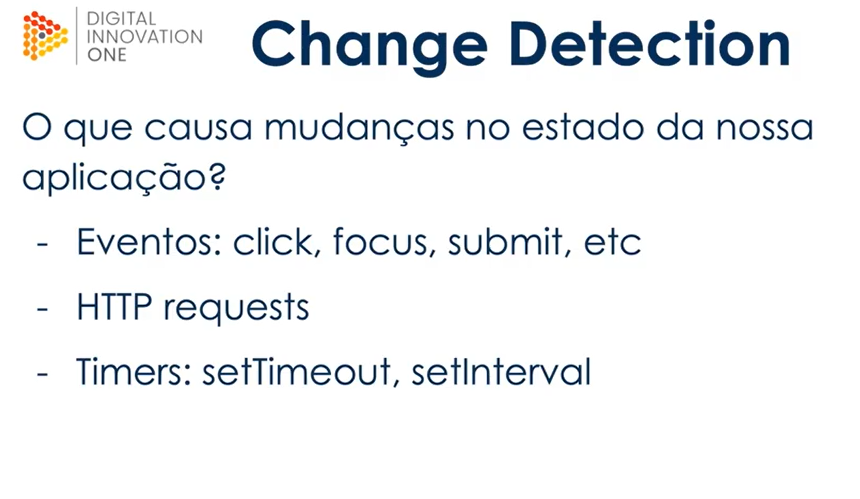 DIGITAL
INNOVATION
ONE
Change Detection
O que causa mudanças no estado da nossa
aplicação?
- Eventos: click, focus, submit, etc
- HTTP requests
- Timers: setTimeout, setInterval